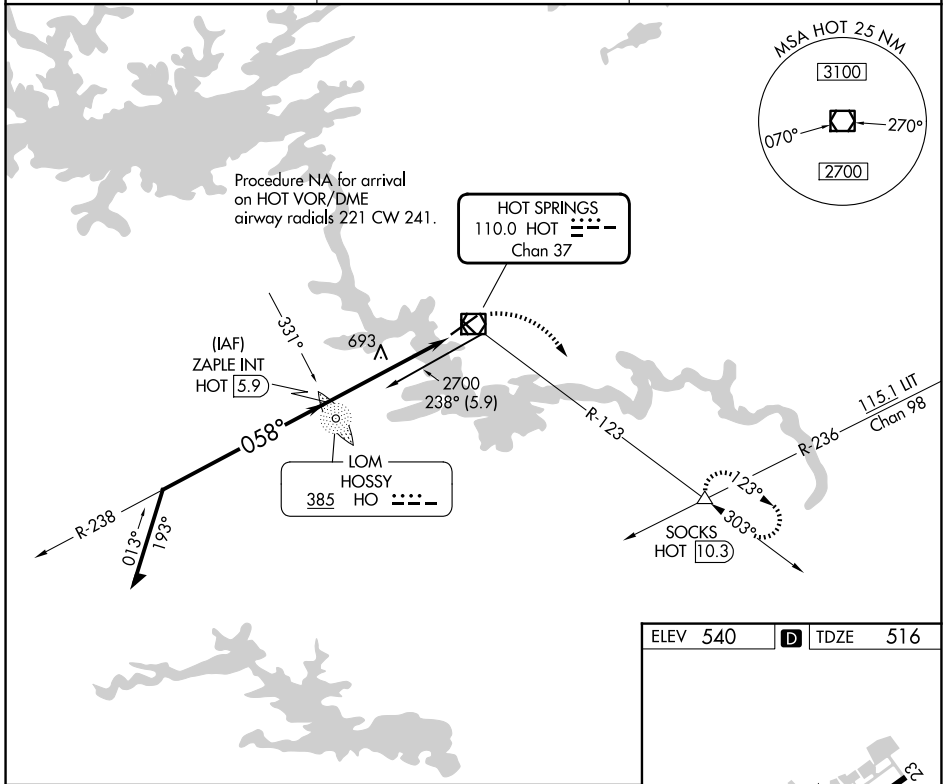 MSA HOT 25 NM
3100
070°
270°
2700
Procedure NA for arrival
on HOT VOR/DME
airway radials 221 CW 241.
HOT SPRINGS
110.0 HOT
Chan 37
331°
(IAF)
ZAPLE INT
HOT 5.9
693
2700
238° (5.9)
058°
LOM
HOSSY
385 HO
R-123
115.1 LIT
Chan 98
R-236
R-238
013°
193°
123°
303°
SOCKS
HOT 10.3
ELEV 540 D TDZE 516
23